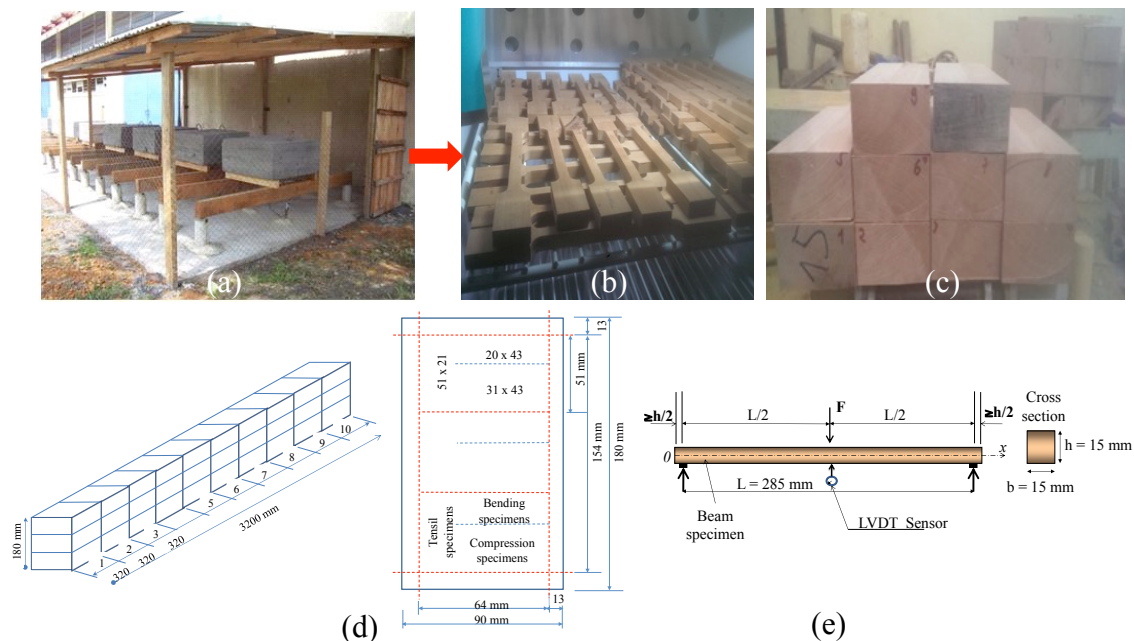 (a)
(b)
(c)
13
51 x 21
20 x 43
31 x 43
51 mm
154 mm
180 mm
Tensil
specimens
Bending
specimens
Compression
specimens
13
64 mm
90 mm
180 mm
1
2
3
5
6
7
8
9
10
320
320
320
3200 mm
(d)
≥h/2
L/2
F
L/2
≥h/2
Cross
section
0
x
h = 15 mm
L = 285 mm
b = 15 mm
Beam
specimen
LVDT Sensor
(e)